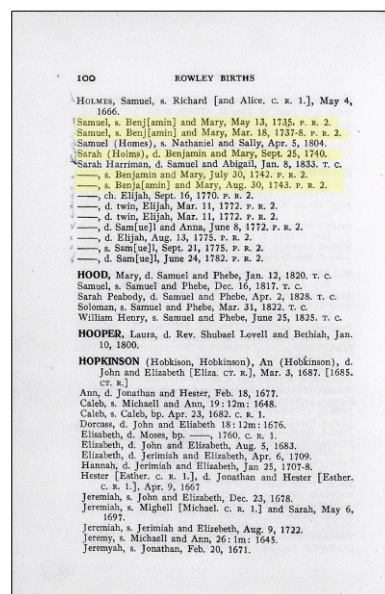 100 ROWLEY BIRTHS
HOLMES, Samuel, s. Richard [and Alice. C. R. 1.], May 4,
1666.
Samuel, s. Benj[amin] and Mary, May 13, 1735. P. R. 2.
Samuel, s. Benj[amin] and Mary, Mar. 18, 1737-8. P. R. 2.
Samuel (Homes), s. Nathaniel and Sally, Apr. 5, 1804.
Sarah (Holms), d. Benjamin and Mary, Sept. 25, 1740.
Sarah Harriman, d. Samuel and Abigail, Jan. 8, 1833. T. C.
——, s. Benjamin and Mary, July 30, 1742. P. R. 2.
——, s. Benja[amin] and Mary, Aug. 30, 1743. P. R. 2.
——, ch. Elijah, Sept. 16, 1770. P. R. 2.
——, d. twin, Elijah, Mar. 11, 1772. P. R. 2.
——, d. twin, Elijah, Mar. 11, 1772. P. R. 2.
——, d. Sam[ue]l and Anna, June 8, 1772. P. R. 2.
——, d. Elijah, Aug. 13, 1775. P. R. 2.
——, s. Sam[ue]l, Sept. 21, 1775. P. R. 2.
——, d. Sam[ue]l, June 24, 1782. P. R. 2.
HOOD, Mary, d. Samuel and Phebe, Jan. 12, 1820. T. C.
Samuel, s. Samuel and Phebe, Dec. 16, 1817. T. C.
Sarah Peabody, d. Samuel and Phebe, Apr. 2, 1828. T. C.
Soloman, s. Samuel and Phebe, Mar. 31, 1822. T. C.
William Henry, s. Samuel and Phebe, June 25, 1825. T. C.
HOOPER, Laura, d. Rev. Shubael Lovell and Bethiah, Jan.
10, 1800.
HOPKINSON (Hobkison, Hobkinson), An (Hobkinson), d.
John and Elizabeth [Eliza. CT. R.], Mar. 3, 1687. [1685.
CT. R.]
Ann, d. Jonathan and Hester, Feb. 18, 1677.
Caleb, s. Michaell and Ann, 19 : 12m : 1648.
Caleb, s. Caleb, bp. Apr. 23, 1682. C. R. 1.
Dorcass, d. John and Eliabeth 18 : 12m : 1676.
Elisabeth, d. Moses, bp. ——, 1760. C. R. 1.
Elizabeth, d. John and Elizabeth, Aug. 5, 1683.
Elizabeth, d. Jerimiah and Elizebeth, Apr. 6, 1709.
Hannah, d. Jerimiah and Elizebeth, Jan 25, 1707-8.
Hester [Esther. C. R. 1.], d. Jonathan and Hester [Esther.
C. R. 1.], Apr. 9, 1667
Jeremiah, s. John and Elizabeth, Dec. 23, 1678.
Jeremiah, s. Mighell [Michael. C. R. 1.] and Sarah, May 6,
1697.
Jeremiah, s. Jerimiah and Elizebeth, Aug. 9, 1722.
Jeremy, s. Michaell and Ann, 26 : 1m : 1645.
Jeremyah, s. Jonathan, Feb. 20, 1671.